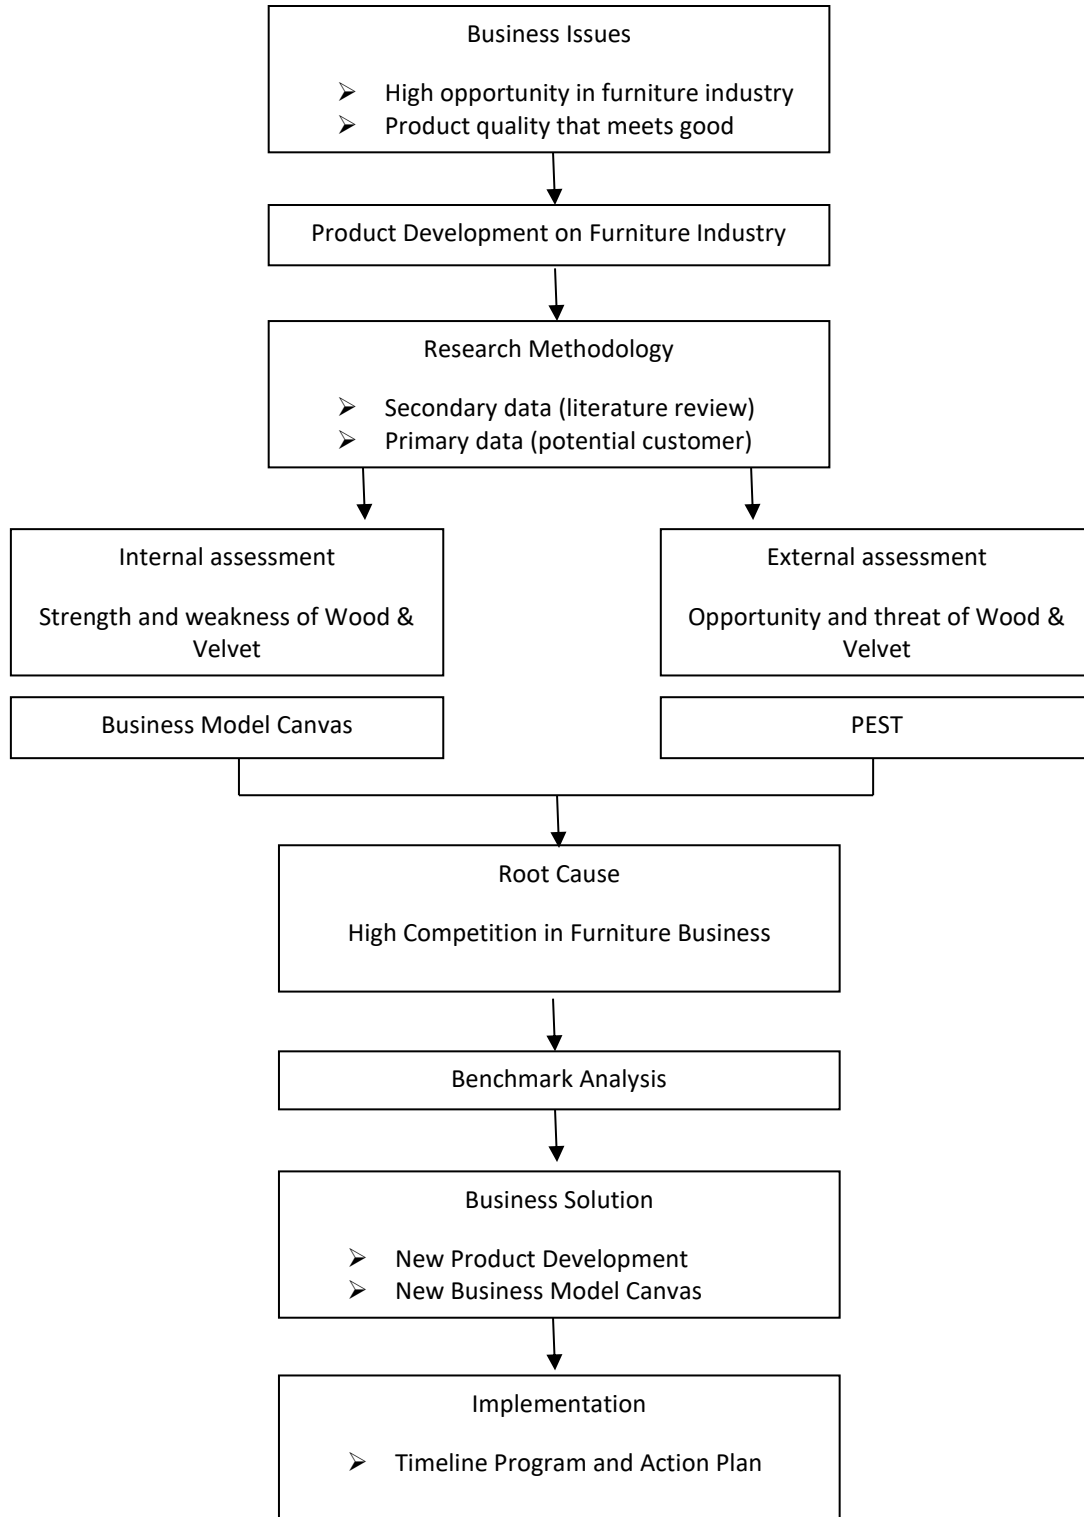 Business Issues
➢ High opportunity in furniture industry
➢ Product quality that meets good
Product Development on Furniture Industry
Research Methodology
➢ Secondary data (literature review)
➢ Primary data (potential customer)
Internal assessment
Strength and weakness of Wood &
Velvet
Business Model Canvas
External assessment
Opportunity and threat of Wood &
Velvet
PEST
Root Cause
High Competition in Furniture Business
Benchmark Analysis
Business Solution
➢ New Product Development
➢ New Business Model Canvas
Implementation
➢ Timeline Program and Action Plan